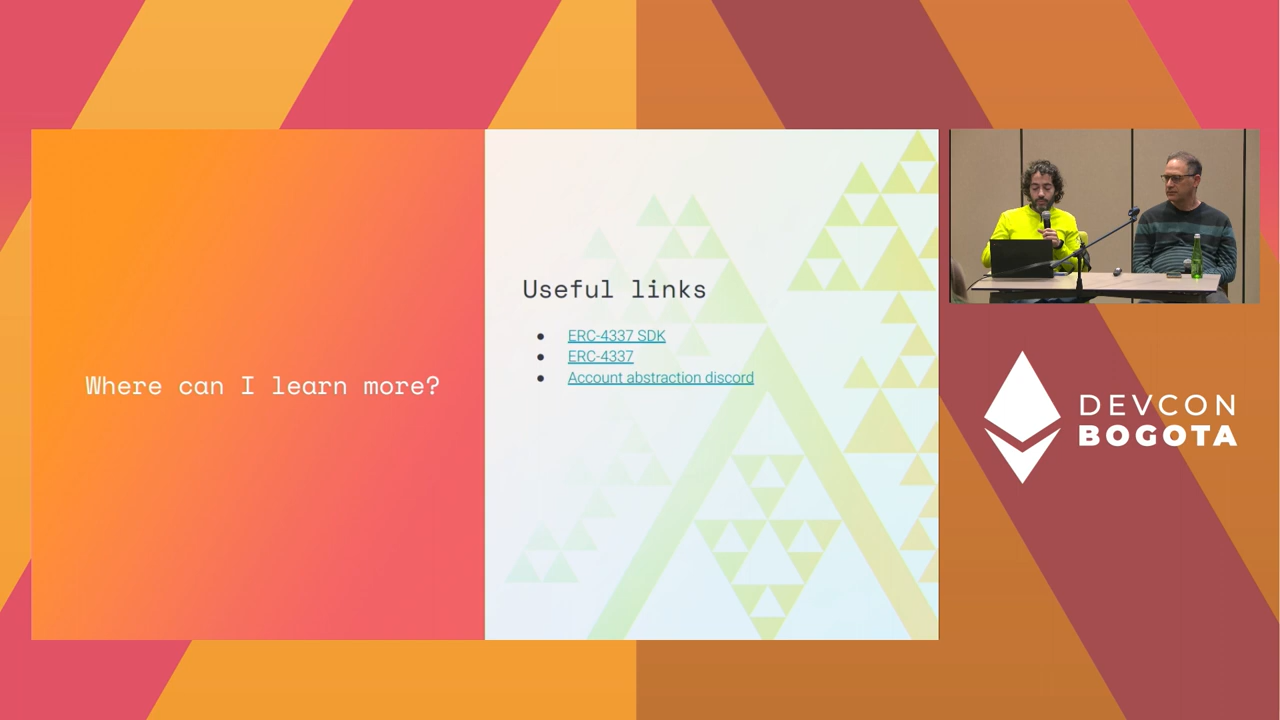 Where can I learn more?
Useful links
ERC-4337 SDK
ERC-4337
Account abstraction discord
DEVCON
BOGOTA